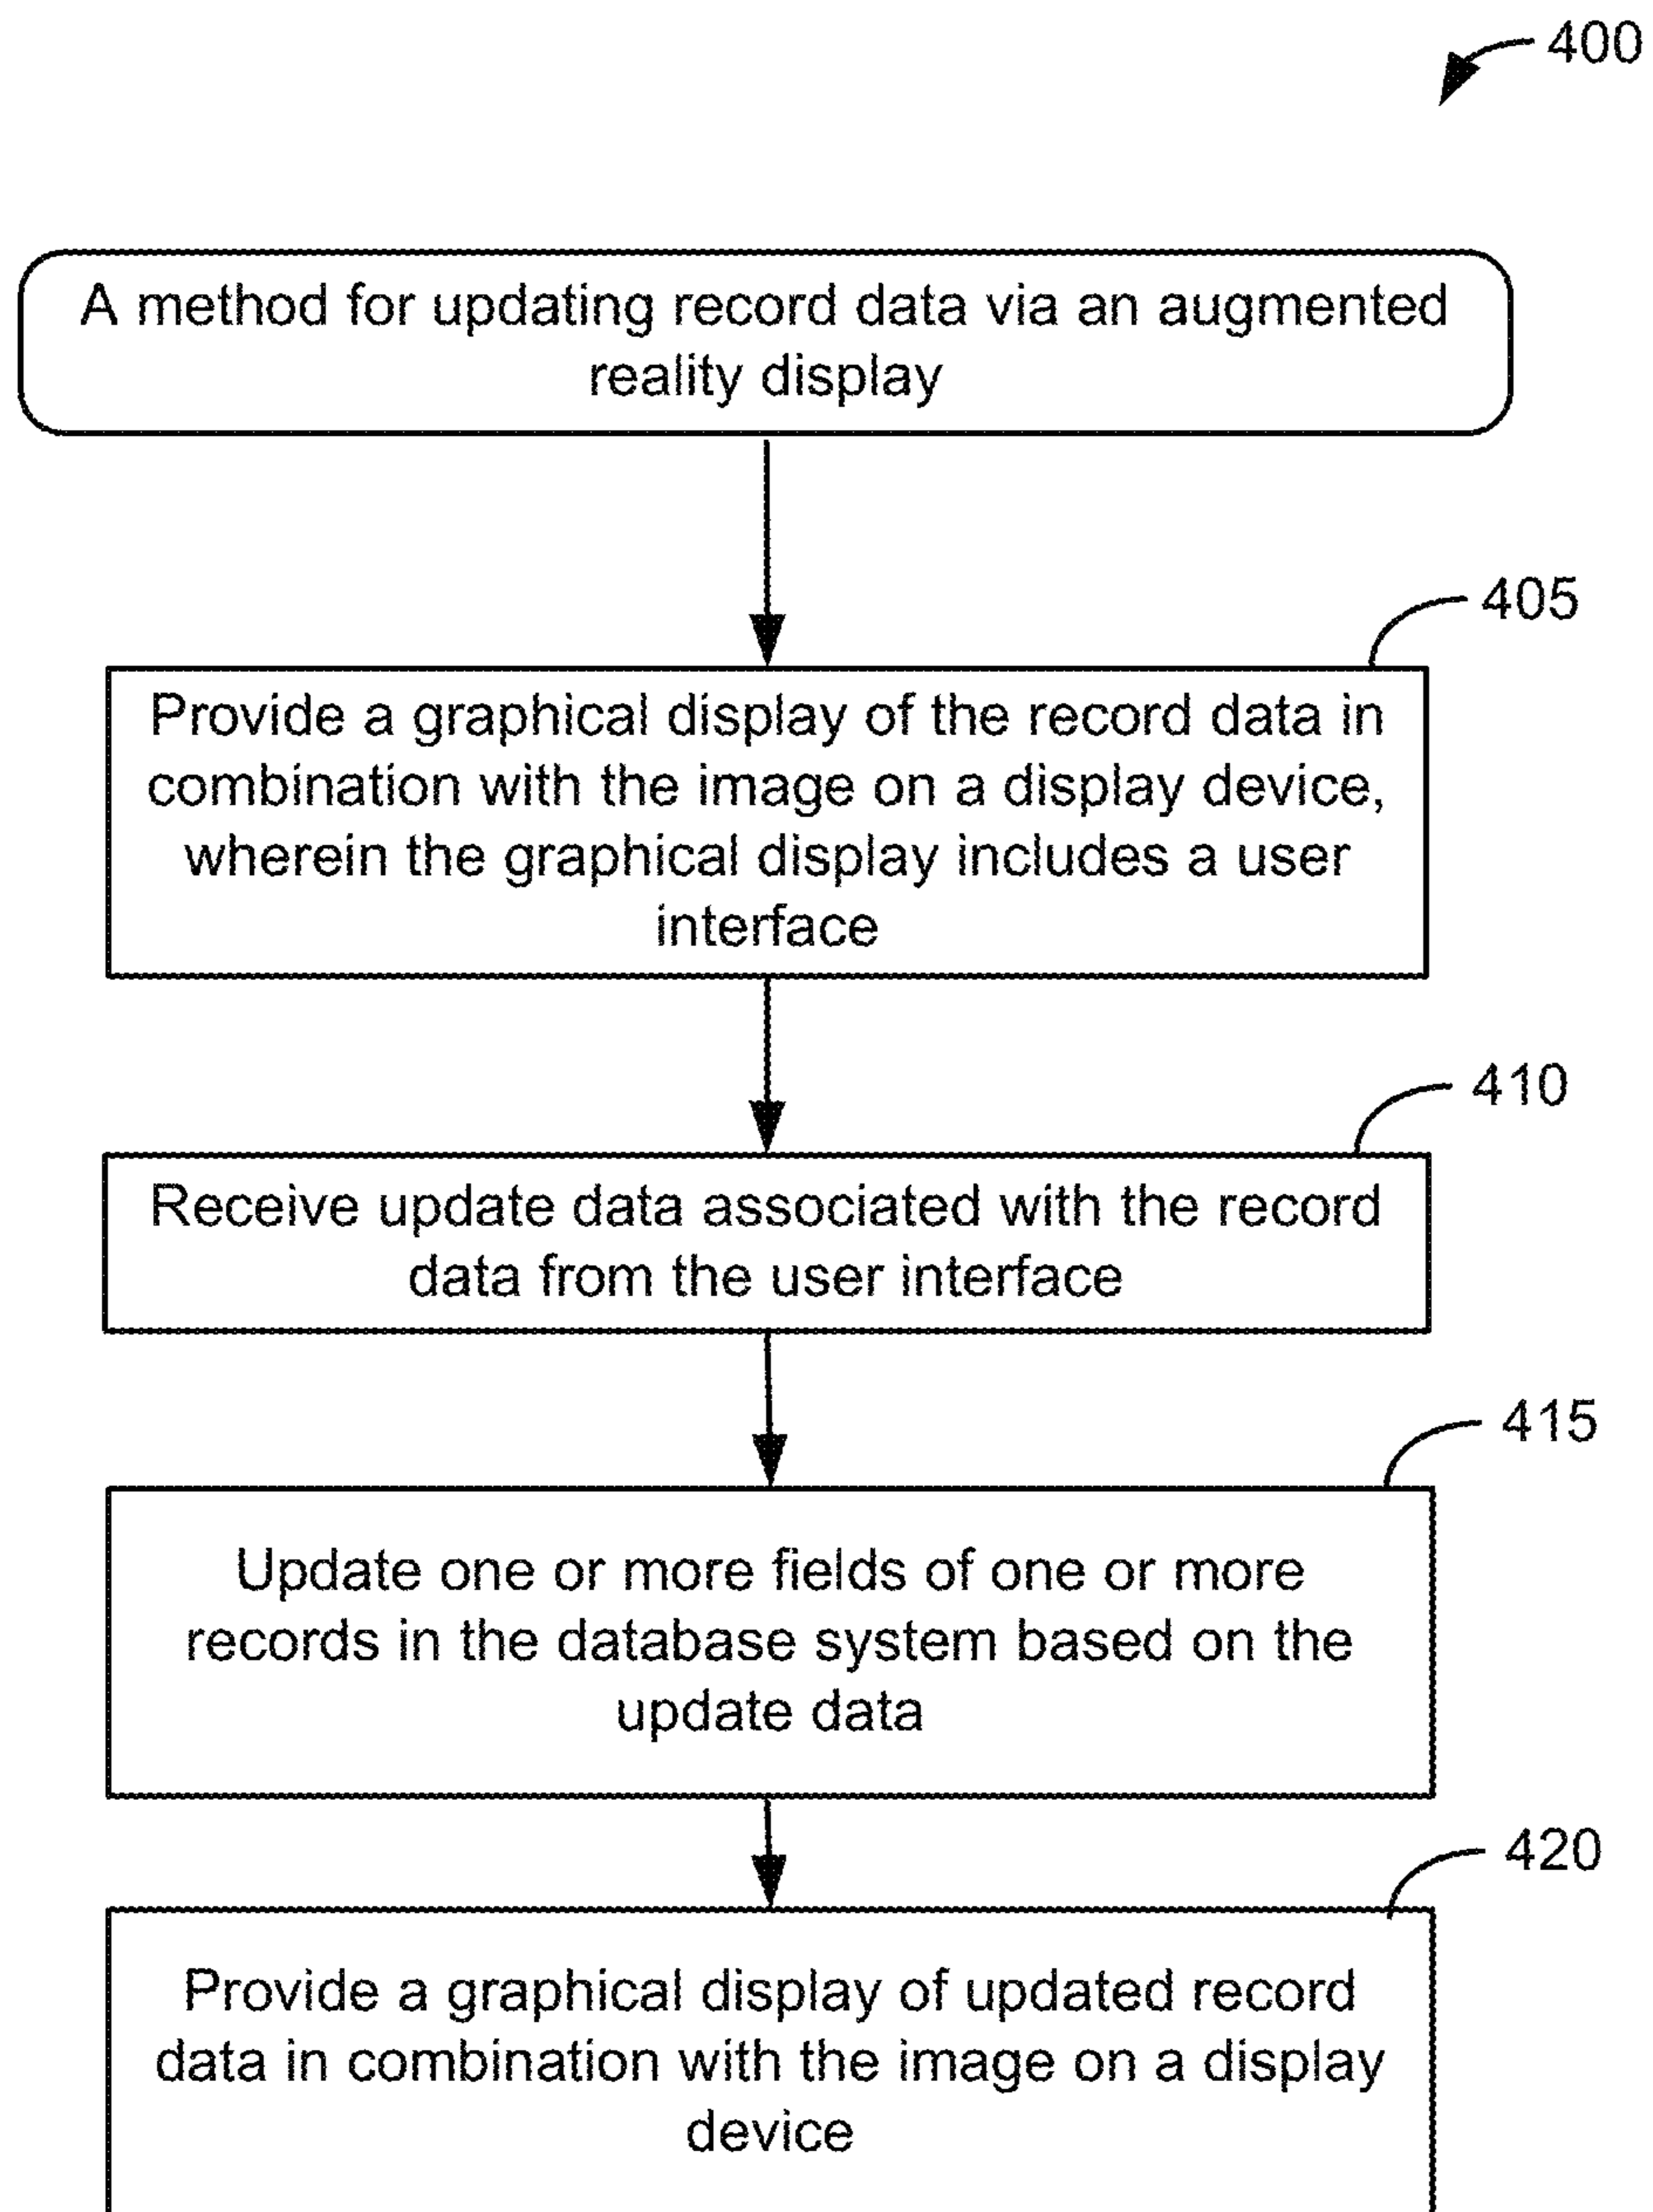 400
A method for updating record data via an augmented
reality display
405
Provide a graphical display of the record data in
combination with the image on a display device,
wherein the graphical display includes a user
interface
410
Receive update data associated with the record
data from the user interface
415
Update one or more fields of one or more
records in the database system based on the
update data
420
Provide a graphical display of updated record
data in combination with the image on a display
device